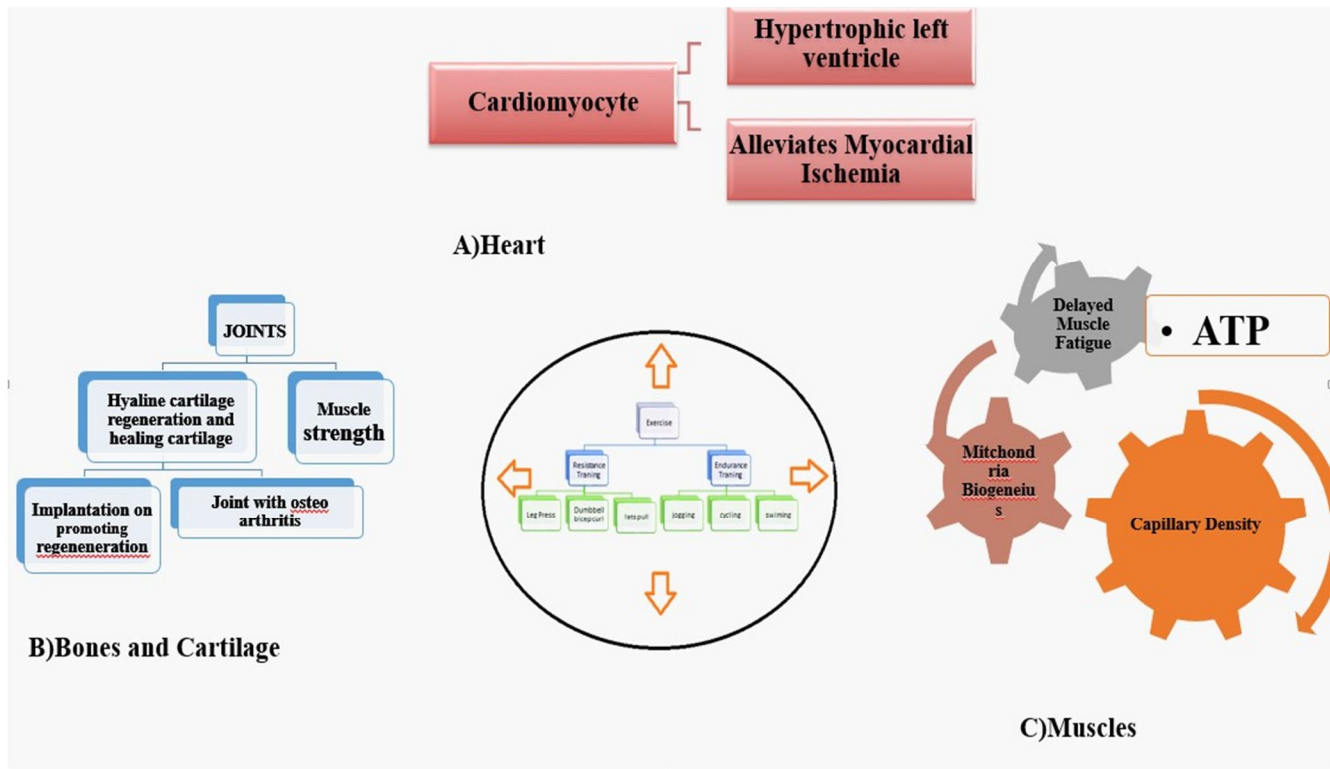 Hypertrophic left
ventricle
Cardiomyocyte
Alleviates Myocardial
Ischemia
A)Heart
JOINTS
Hyaline cartilage
regeneration and
healing cartilage
Muscle
strength
Implantation on
promoting
regeneneration
Joint with osteo
arthritis
B)Bones and Cartilage
Exercise
Resistance
Traning
Endurance
Traning
Leg Press
Dumbbell
bicep curl
lats pull
jogging
cycling
swiming
Delayed
Muscle
Fatigue
• ATP
Mitchond
ria
Biogeneiu
s
Capillary Density
C)Muscles